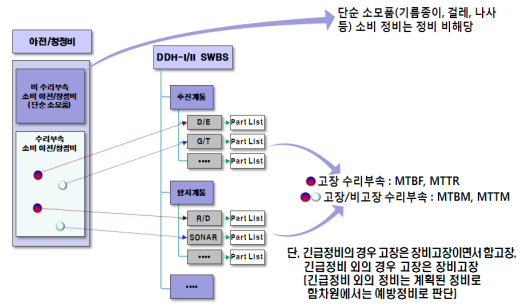 단순 소모품(기름종이, 걸레, 나사
등) 소비 정비는 정비 비해당
야전/창정비
비 수리부속
소비 야전/창정비
(단순 소모품)
수리부속
소비 야전/창정비
DDH-I/II SWBS
추진계통
D/E
Part List
G/T
Part List
••••
Part List
탐지계통
R/D
Part List
SONAR
Part List
••••
Part List
••••
고장 수리부속 : MTBF, MTTR
고장/비고장 수리부속 : MTBM, MTTM
단, 긴급정비의 경우 고장은 장비고장이면서 함고장,
긴급정비 외의 경우 고장은 장비고장
(긴급정비 외의 정비는 계획된 정비로
함차원에서는 예방정비로 판단)